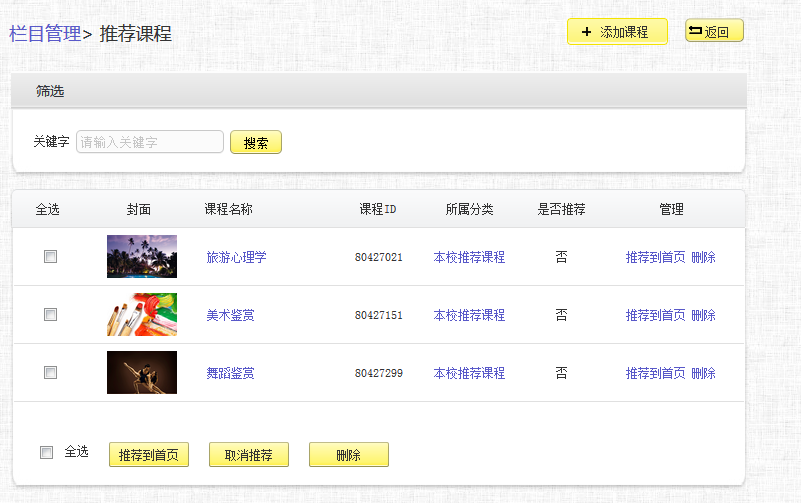 栏目管理> 推荐课程 添加课程 返回
筛选
关键字 请输入关键字 搜索
全选 封面 课程名称 课程ID 所属分类 是否推荐 管理
旅游心理学 80427021 本校推荐课程 否 推荐到首页 删除
美术鉴赏 80427151 本校推荐课程 否 推荐到首页 删除
舞蹈鉴赏 80427299 本校推荐课程 否 推荐到首页 删除
全选 推荐到首页 取消推荐 删除